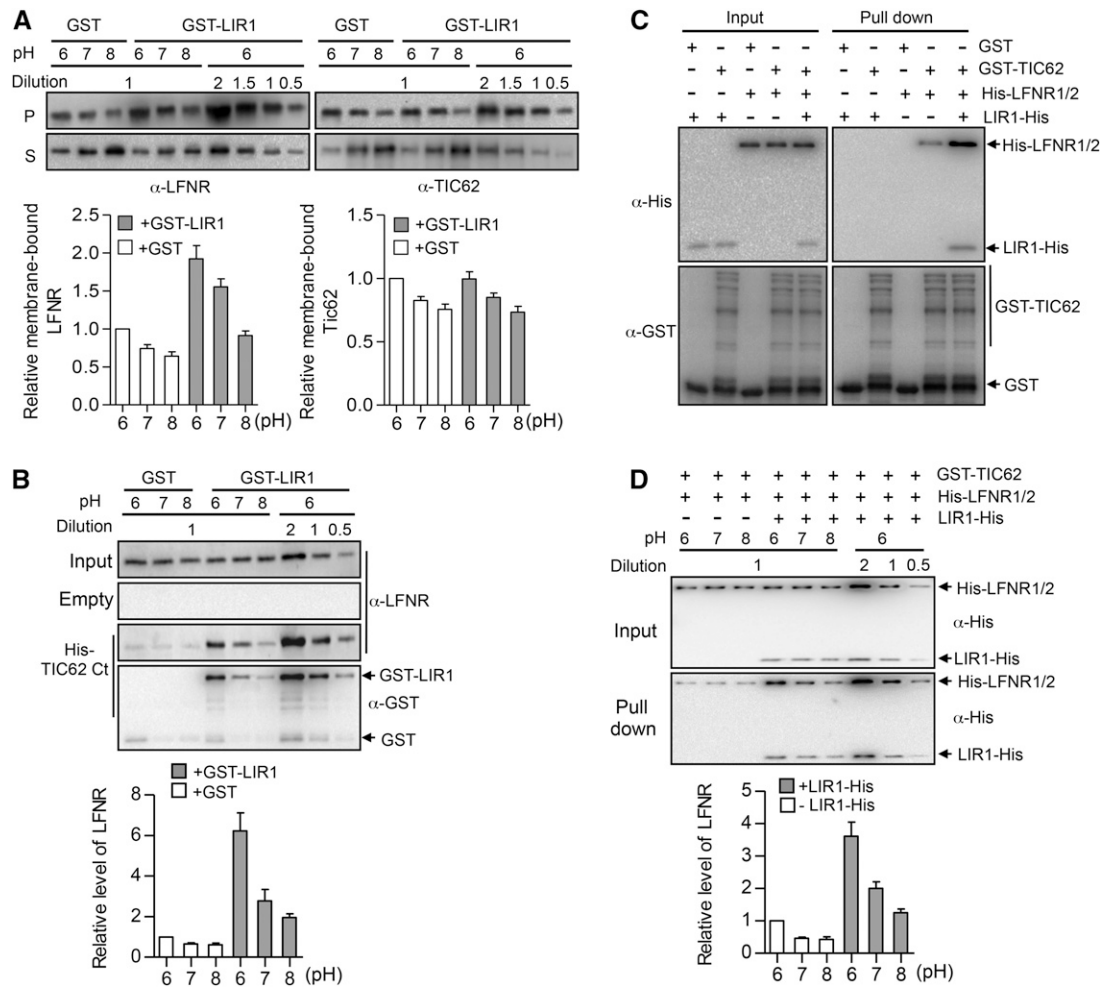 A
GST GST-LIR1 GST GST-LIR1
pH 6 7 8 6 7 8 6 6 7 8 6 7 8 6
Dilution 1 2 1.5 1 0.5 1 2 1.5 1 0.5
P
S
α-LFNR α-TIC62
Relative membrane-bound LFNR
2.5
2.0
1.5
1.0
0.5
0.0
+GST-LIR1
+GST
6 7 8 6 7 8 (pH)
Relative membrane-bound Tic62
1.5
1.0
0.5
0.0
+GST-LIR1
+GST
6 7 8 6 7 8 (pH)
B
GST GST-LIR1
pH 6 7 8 6 7 8 6
Dilution 1 2 1 0.5
Input
Empty
α-LFNR
His-TIC62 Ct
GST-LIR1
α-GST
GST
+GST-LIR1
+GST
Relative level of LFNR
8
6
4
2
0
6 7 8 6 7 8 (pH)
C
Input Pull down
+ - - - - + - - - - GST
- + - + + - + - + + GST-TIC62
- - + + + - - + + + His-LFNR1/2
+ + - - + + + - - + LIR1-His
His-LFNR1/2
α-His
LIR1-His
GST-TIC62
α-GST
GST
D
+ + + + + + + + + GST-TIC62
+ + + + + + + + + His-LFNR1/2
- - - + + + + + + LIR1-His
pH 6 7 8 6 7 8 6
Dilution 1 2 1 0.5
His-LFNR1/2
Input
α-His
LIR1-His
His-LFNR1/2
Pull down
α-His
LIR1-His
+LIR1-His
- LIR1-His
Relative level of LFNR
5
4
3
2
1
0
6 7 8 6 7 8 (pH)